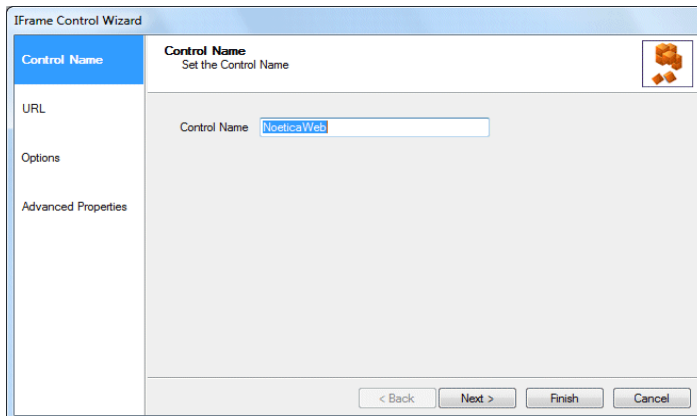 IFrame Control Wizard
Control Name
Control Name
Set the Control Name
URL
Control Name NoeticaWeb
Options
Advanced Properties
< Back Next > Finish Cancel